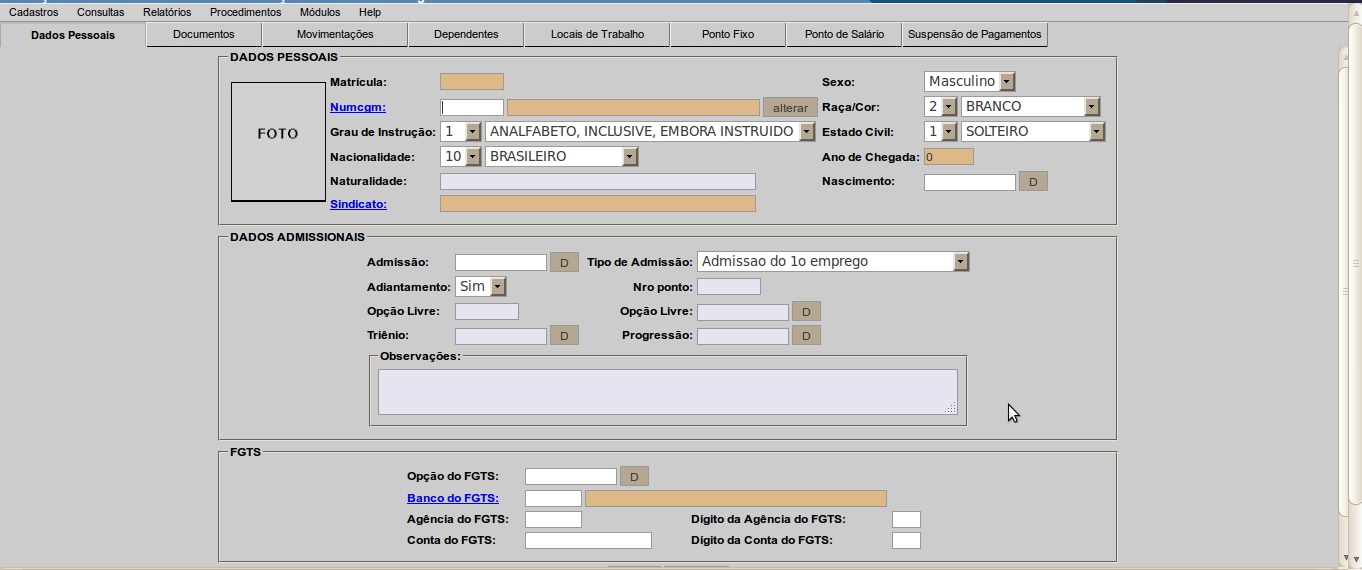 Cadastros Consultas Relatórios Procedimentos Módulos Help
Dados Pessoais Documentos Movimentações Dependentes Locais de Trabalho Ponto Fixo Ponto de Salário Suspensão de Pagamentos
DADOS PESSOAIS
FOTO
Matrícula: Sexo: Masculino
Numcgm: alterar Raça/Cor: 2 BRANCO
Grau de Instrução: 1 ANALFABETO, INCLUSIVE, EMBORA INSTRUIDO Estado Civil: 1 SOLTEIRO
Nacionalidade: 10 BRASILEIRO Ano de Chegada: 0
Naturalidade: Nascimento: D
Sindicato:
DADOS ADMISSIONAIS
Admissão: D Tipo de Admissão: Admissao do 1o emprego
Adiantamento: Sim Nro ponto:
Opção Livre: Opção Livre: D
Triênio: D Progressão: D
Observações:
FGTS
Opção do FGTS: D
Banco do FGTS:
Agência do FGTS: Dígito da Agência do FGTS:
Conta do FGTS: Dígito da Conta do FGTS: